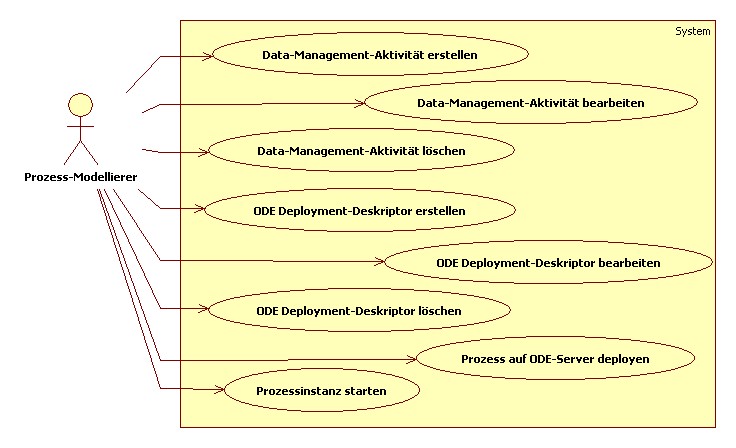 System
Data-Management-Aktivität erstellen
Data-Management-Aktivität bearbeiten
Data-Management-Aktivität löschen
Prozess-Modellierer
ODE Deployment-Deskriptor erstellen
ODE Deployment-Deskriptor bearbeiten
ODE Deployment-Deskriptor löschen
Prozess auf ODE-Server deployen
Prozessinstanz starten